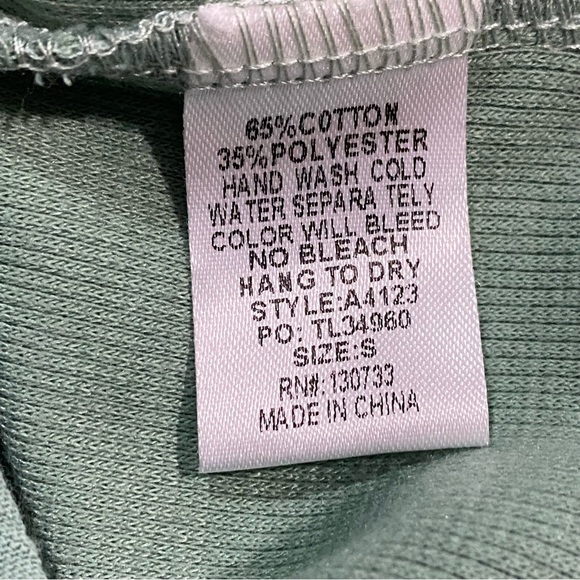 65%COTTON
35%POLYESTER
HAND WASH COLD
WATER SEPARA TELY
COLOR WILL BLEED
NO BLEACH
HANG TO DRY
STYLE:A4123
PO: TL34960
SIZE:S
RN#:130733
MADE IN CHINA